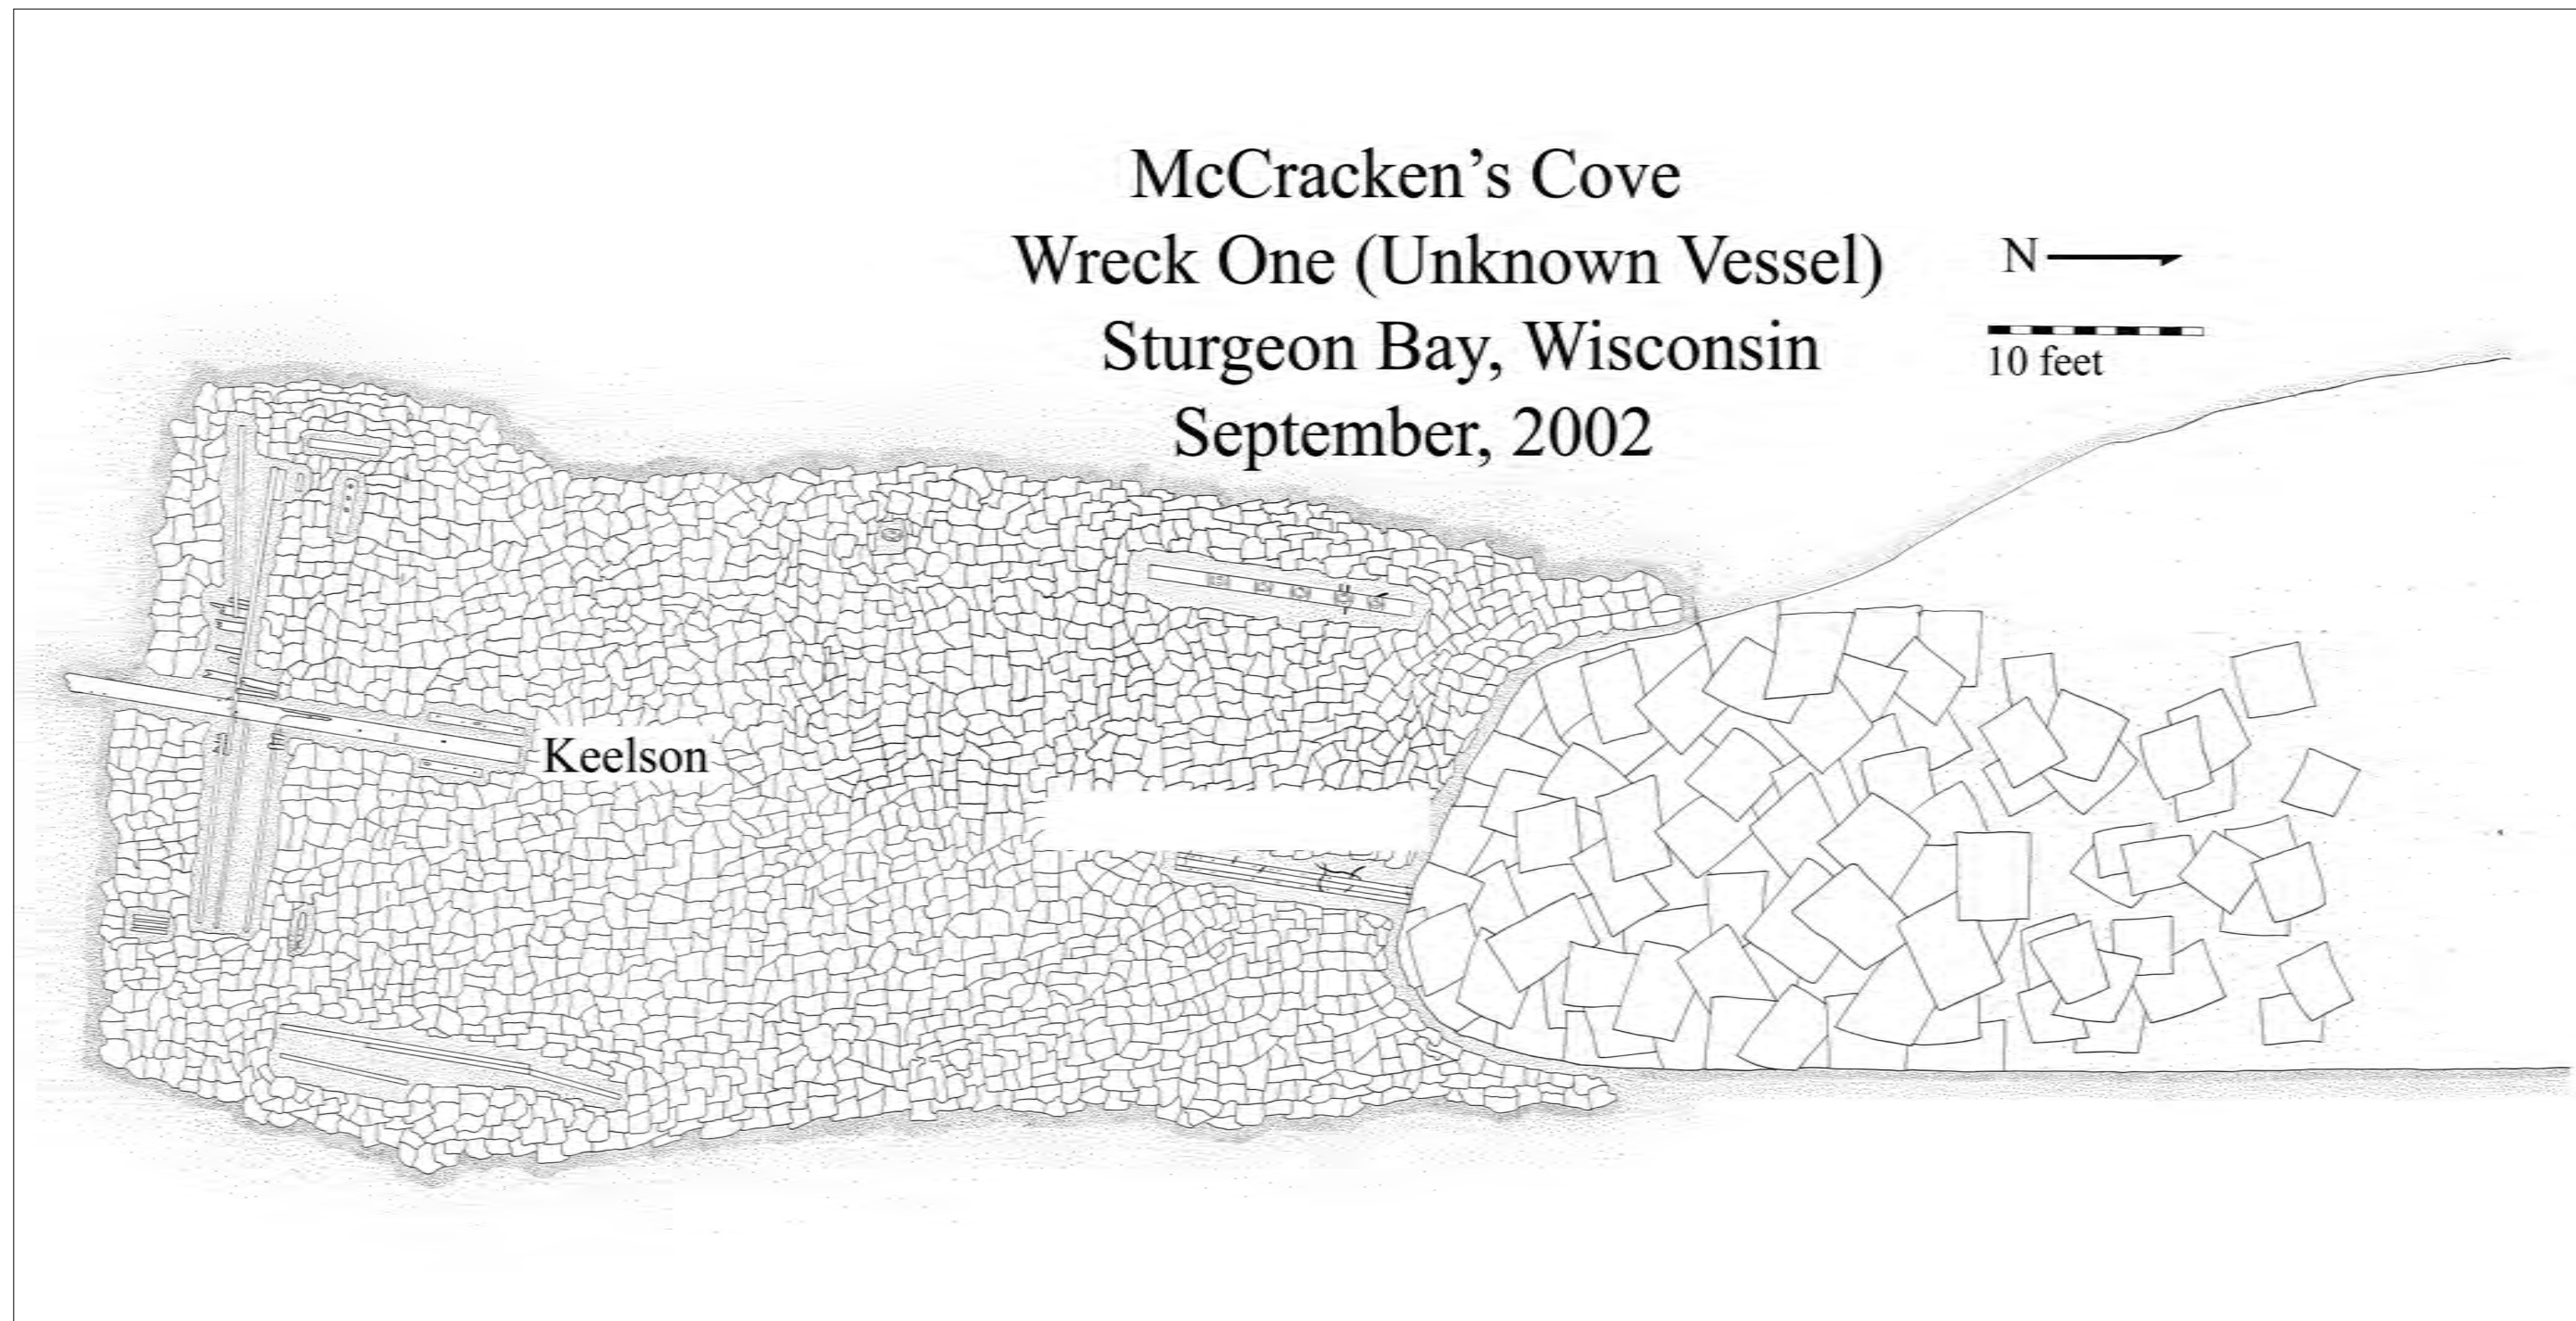 McCracken’s Cove
Wreck One (Unknown Vessel)
Sturgeon Bay, Wisconsin
September, 2002
N
10 feet
Keelson